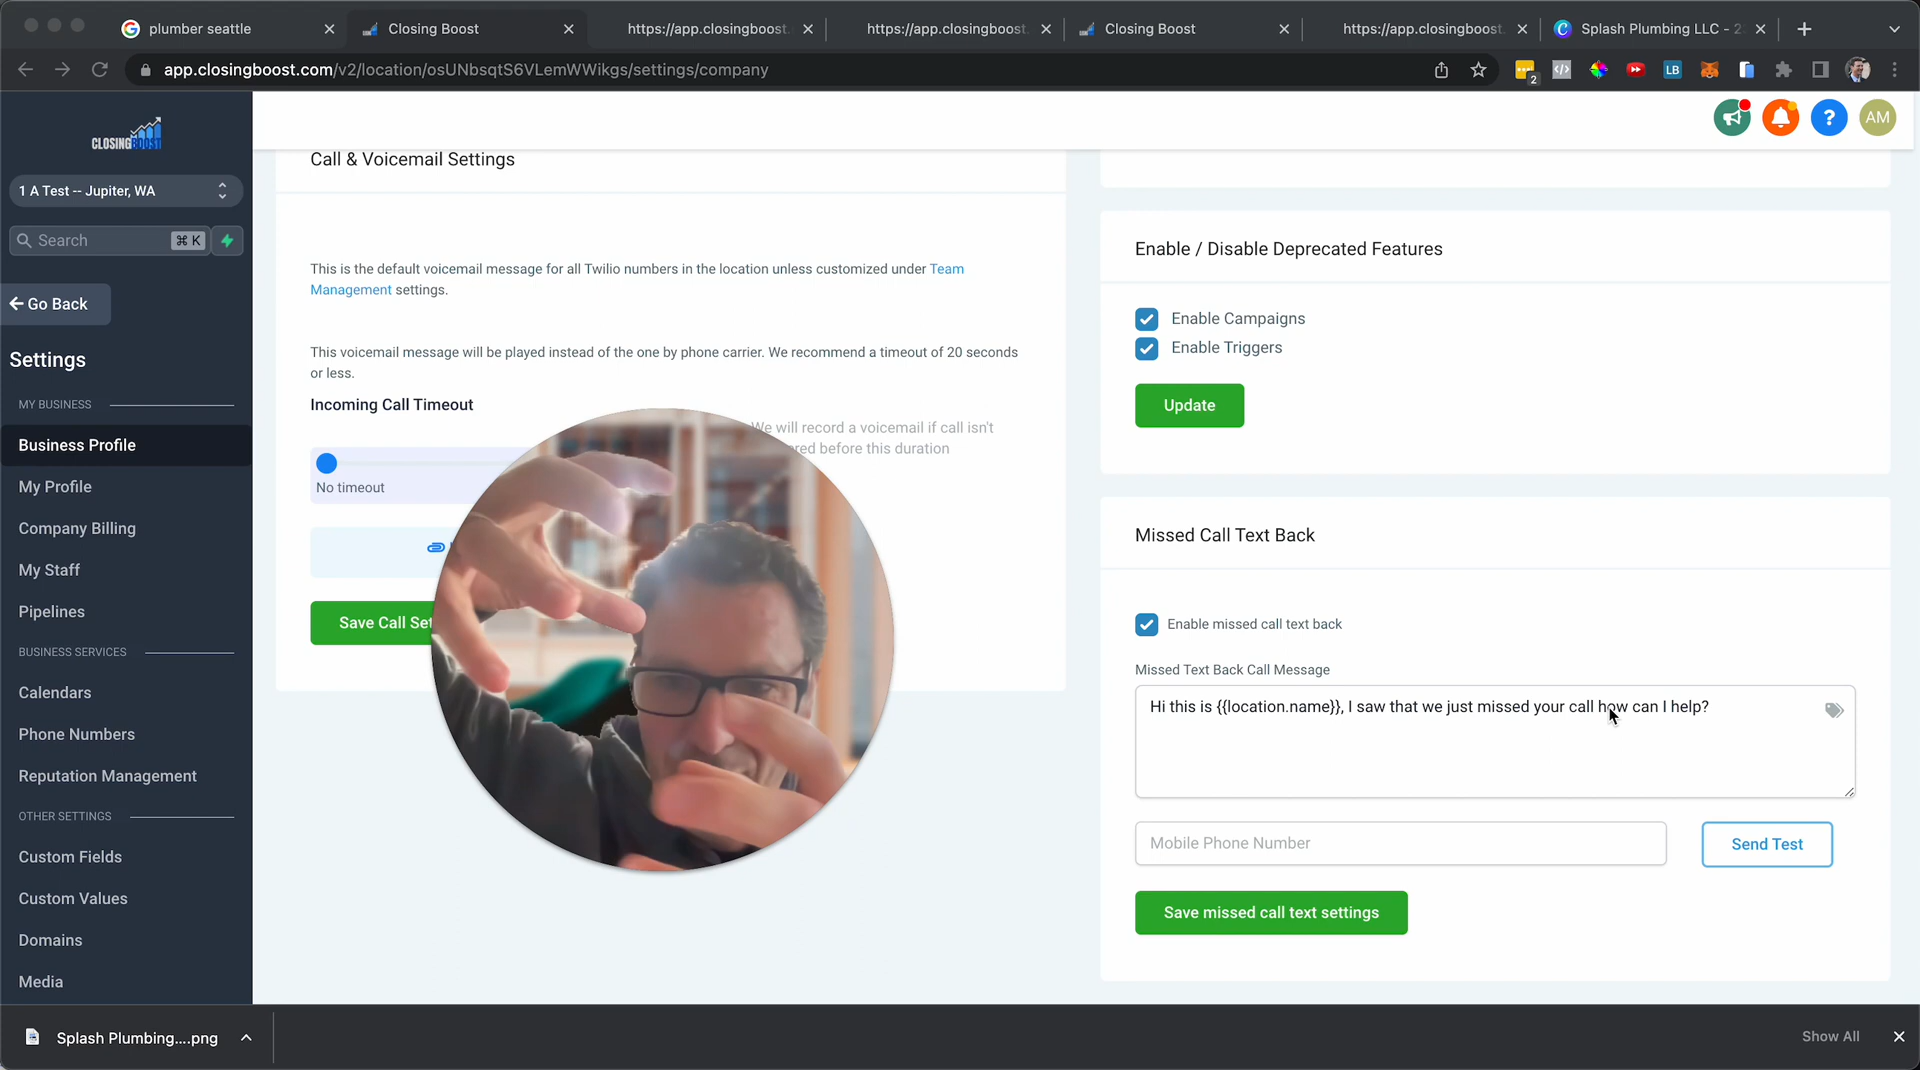 plumber seattle
Closing Boost
https://app.closingboost.
https://app.closingboost.
Closing Boost
https://app.closingboost.
Splash Plumbing LLC - 2
app.closingboost.com/v2/location/osUNbsqtS6VLemWWikgs/settings/company
2
LB
CLOSINGBOOST
?
AM
1 A Test -- Jupiter, WA
Search
⌘ K
Go Back
Settings
MY BUSINESS
Business Profile
My Profile
Company Billing
My Staff
Pipelines
BUSINESS SERVICES
Calendars
Phone Numbers
Reputation Management
OTHER SETTINGS
Custom Fields
Custom Values
Domains
Media
Call & Voicemail Settings
This is the default voicemail message for all Twilio numbers in the location unless customized under Team
Management settings.
This voicemail message will be played instead of the one by phone carrier. We recommend a timeout of 20 seconds
or less.
Incoming Call Timeout
We will record a voicemail if call isn't
before this duration
No timeout
Save Call
Enable / Disable Deprecated Features
Enable Campaigns
Enable Triggers
Update
Missed Call Text Back
Enable missed call text back
Missed Text Back Call Message
Hi this is {{location.name}}, I saw that we just missed your call how can I help?
Mobile Phone Number
Send Test
Save missed call text settings
Splash Plumbing....png
Show All